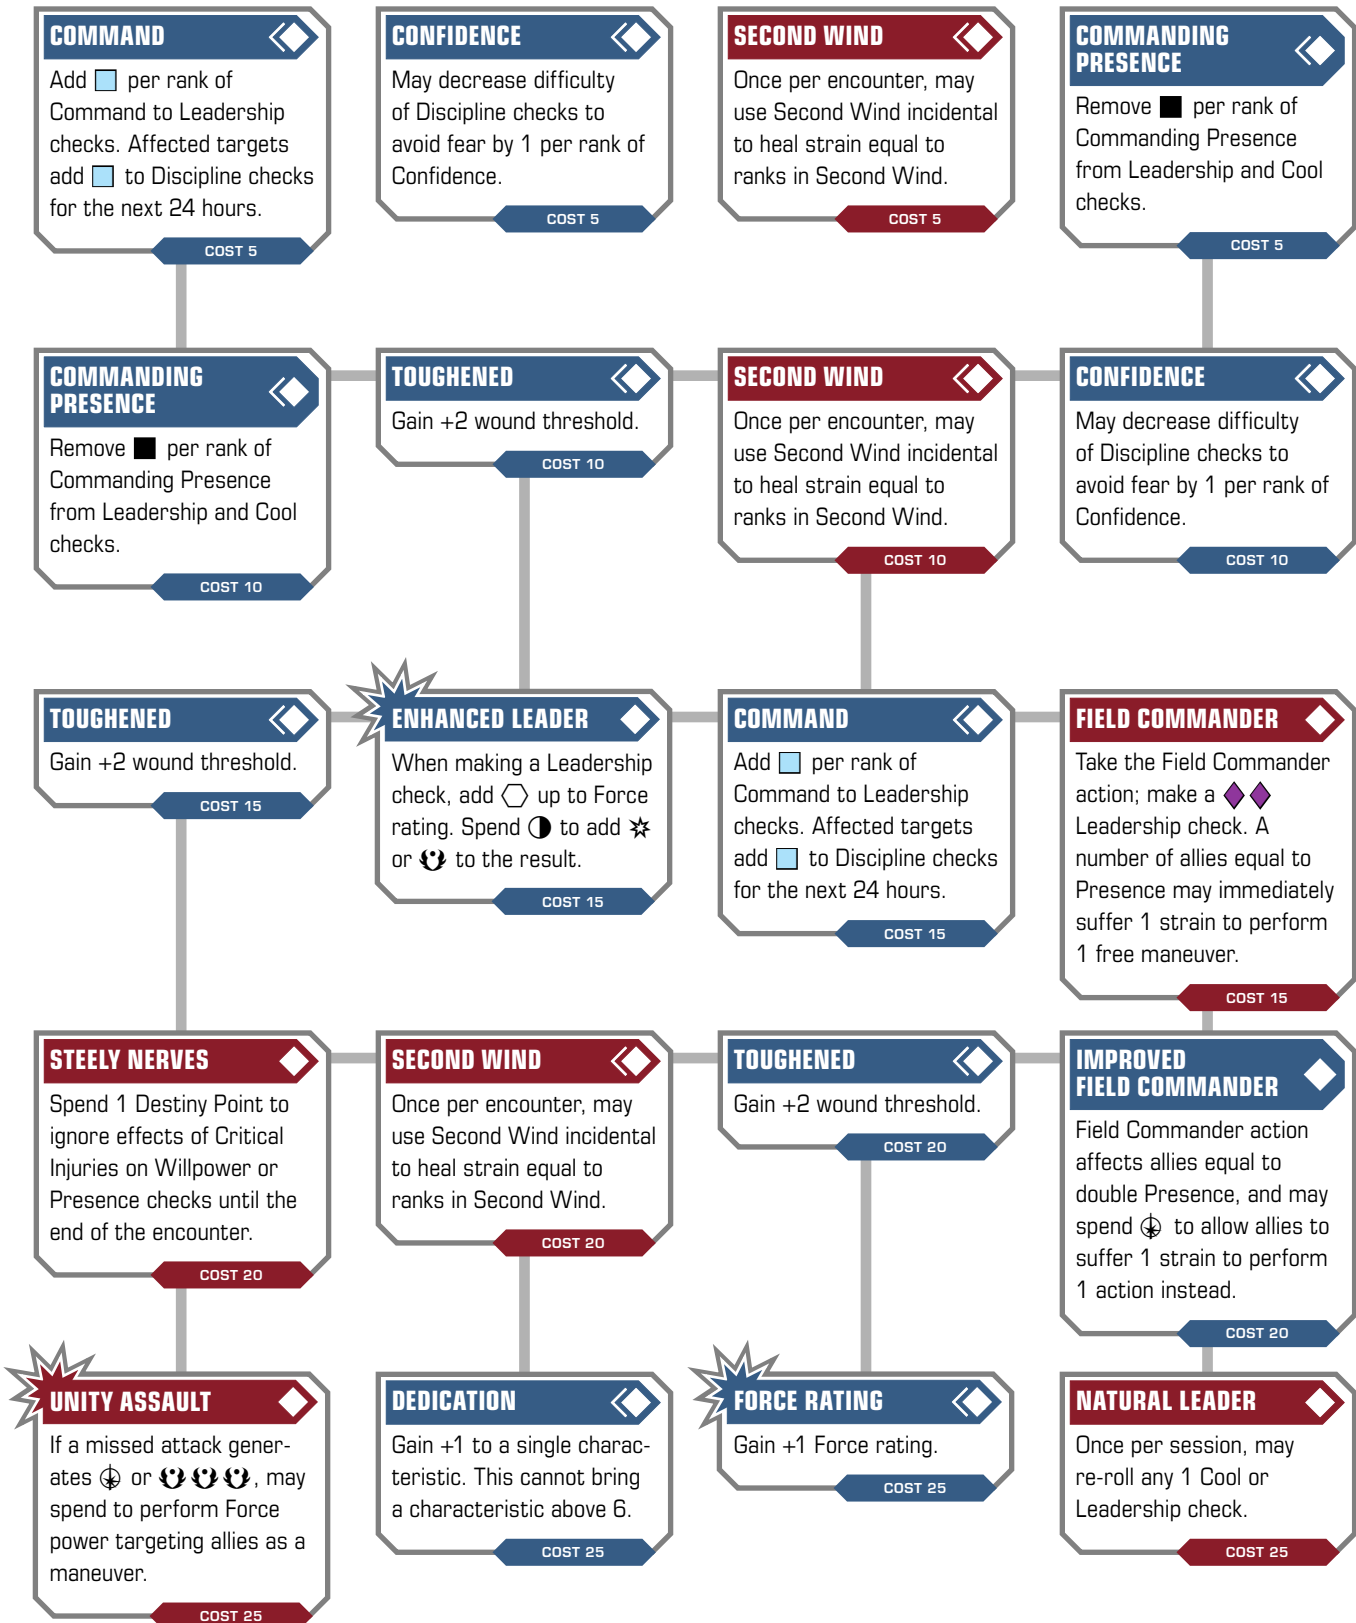 COMMAND
Add per rank of
Command to Leadership
checks. Affected targets
add to Discipline checks
for the next 24 hours.
COST 5
CONFIDENCE
May decrease difficulty
of Discipline checks to
avoid fear by 1 per rank of
Confidence.
COST 5
SECOND WIND
Once per encounter, may
use Second Wind incidental
to heal strain equal to
ranks in Second Wind.
COST 5
COMMANDING
PRESENCE
Remove per rank of
Commanding Presence
from Leadership and Cool
checks.
COST 5
COMMANDING
PRESENCE
Remove per rank of
Commanding Presence
from Leadership and Cool
checks.
COST 10
TOUGHENED
Gain +2 wound threshold.
COST 10
SECOND WIND
Once per encounter, may
use Second Wind incidental
to heal strain equal to
ranks in Second Wind.
COST 10
CONFIDENCE
May decrease difficulty
of Discipline checks to
avoid fear by 1 per rank of
Confidence.
COST 10
TOUGHENED
Gain +2 wound threshold.
COST 15
ENHANCED LEADER
When making a Leadership
check, add up to Force
rating. Spend to add
or to the result.
COST 15
COMMAND
Add per rank of
Command to Leadership
checks. Affected targets
add to Discipline checks
for the next 24 hours.
COST 15
FIELD COMMANDER
Take the Field Commander
action; make a
Leadership check. A
number of allies equal to
Presence may immediately
suffer 1 strain to perform
1 free maneuver.
COST 15
STEELY NERVES
Spend 1 Destiny Point to
ignore effects of Critical
Injuries on Willpower or
Presence checks until the
end of the encounter.
COST 20
SECOND WIND
Once per encounter, may
use Second Wind incidental
to heal strain equal to
ranks in Second Wind.
COST 20
TOUGHENED
Gain +2 wound threshold.
COST 20
IMPROVED
FIELD COMMANDER
Field Commander action
affects allies equal to
double Presence, and may
spend to allow allies to
suffer 1 strain to perform
1 action instead.
COST 20
UNITY ASSAULT
If a missed attack gener-
ates or , may
spend to perform Force
power targeting allies as a
maneuver.
COST 25
DEDICATION
Gain +1 to a single charac-
teristic. This cannot bring
a characteristic above 6.
COST 25
FORCE RATING
Gain +1 Force rating.
COST 25
NATURAL LEADER
Once per session, may
re-roll any 1 Cool or
Leadership check.
COST 25